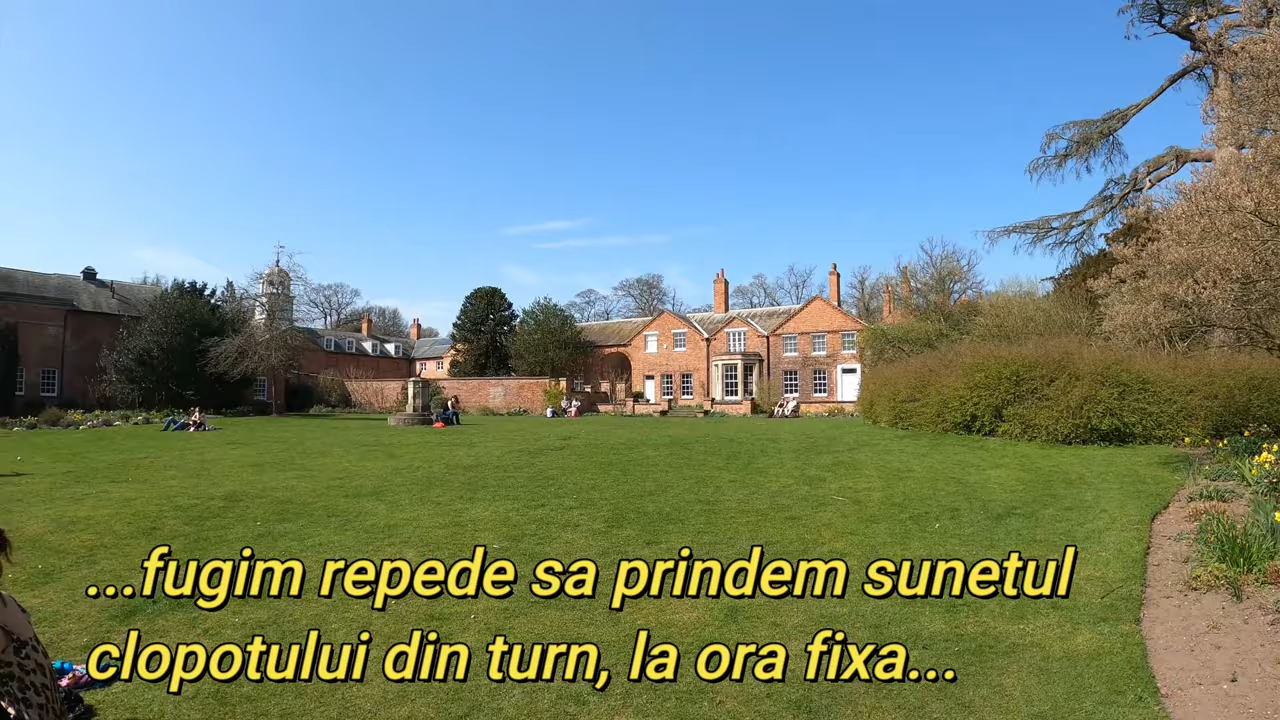 ...fugim repede sa prindem sunetul
clopotului din turn, la ora fixa...